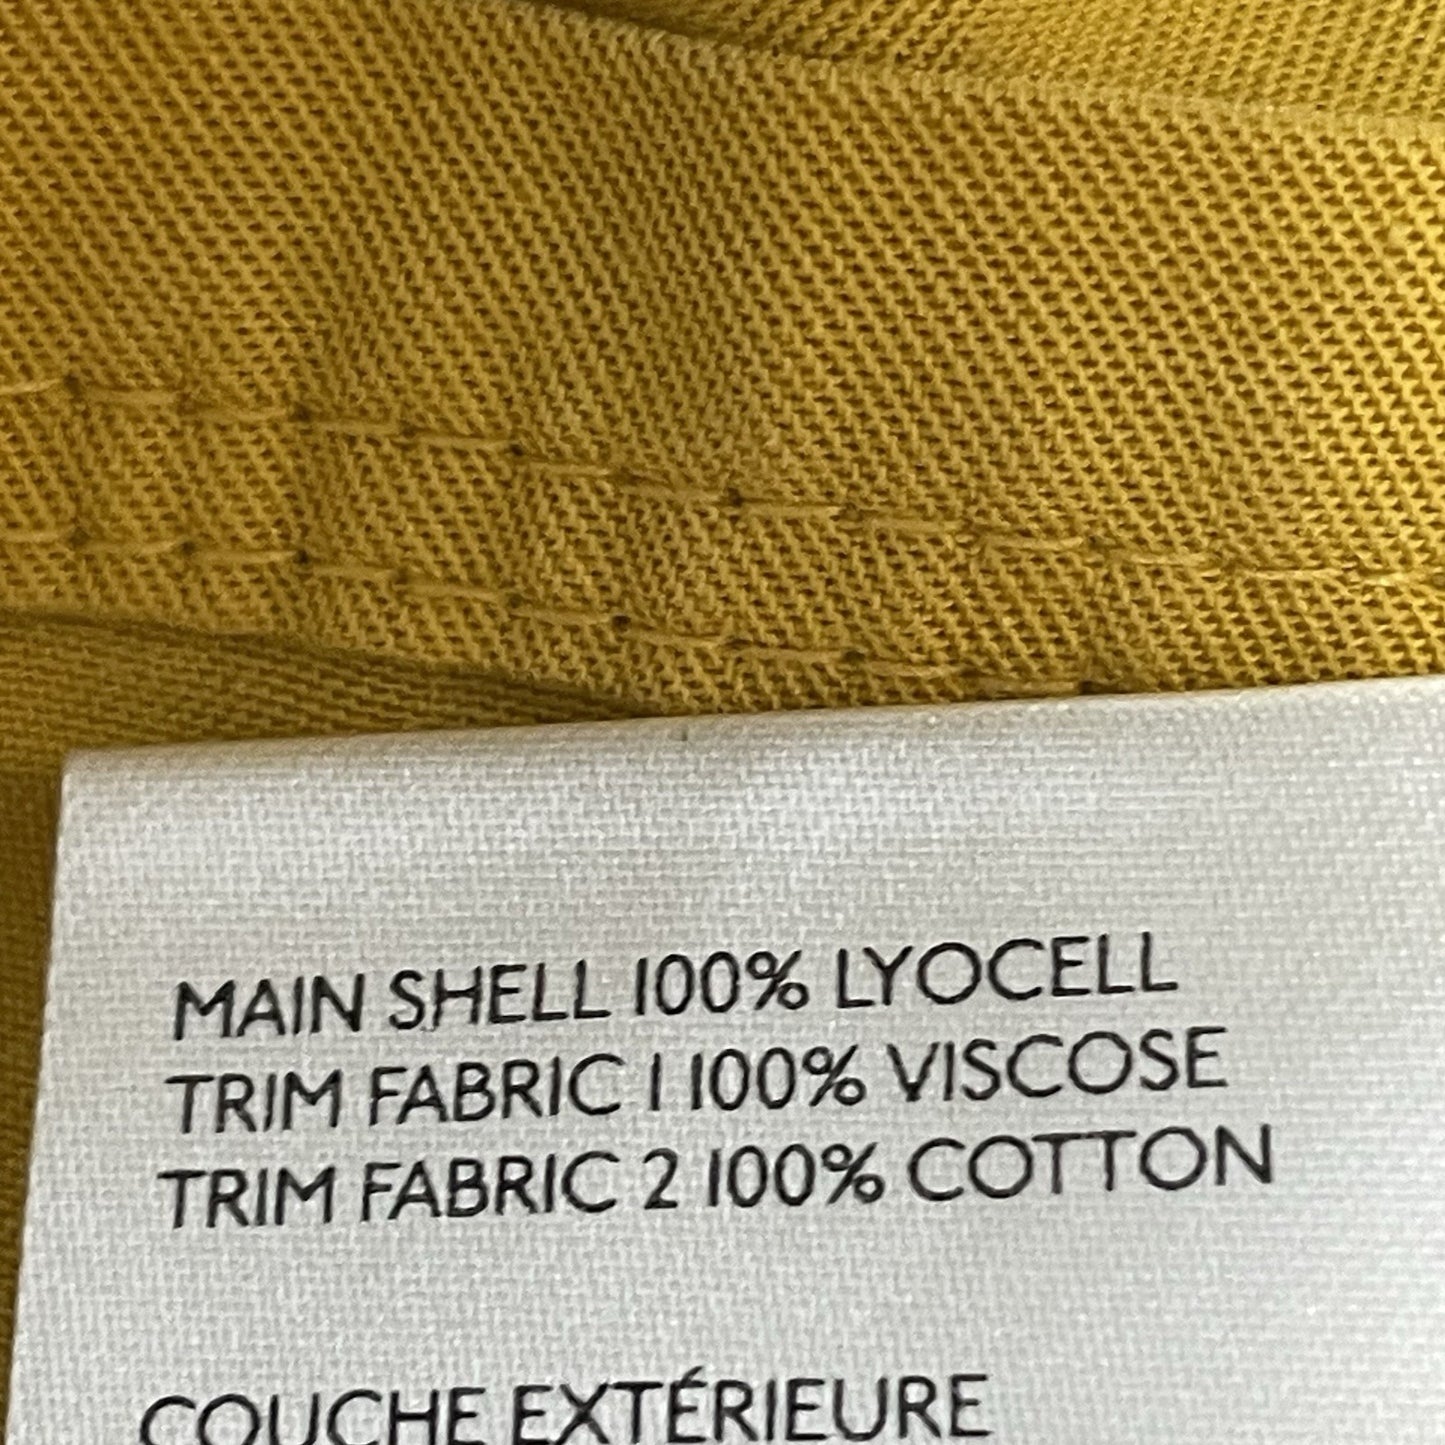 MAIN SHELL 100% LYOCELL
TRIM FABRIC 1 100% VISCOSE
TRIM FABRIC 2 100% COTTON
COUCHE EXTÉRIEURE